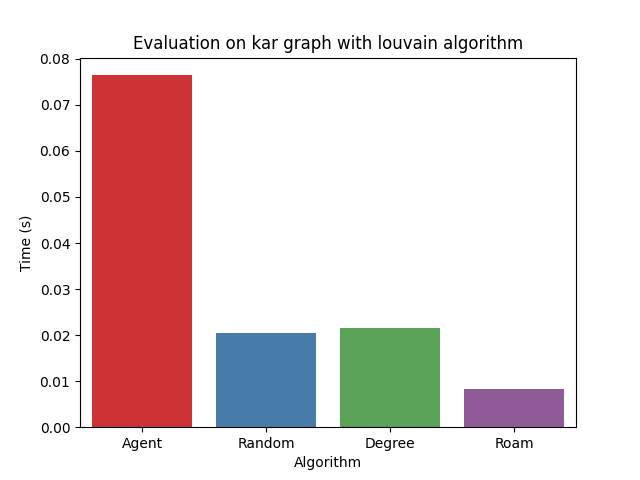 Evaluation on kar graph with louvain algorithm
0.08
0.07
0.06
0.05
0.04
0.03
0.02
0.01
0.00
Time (s)
Agent Random Degree Roam
Algorithm